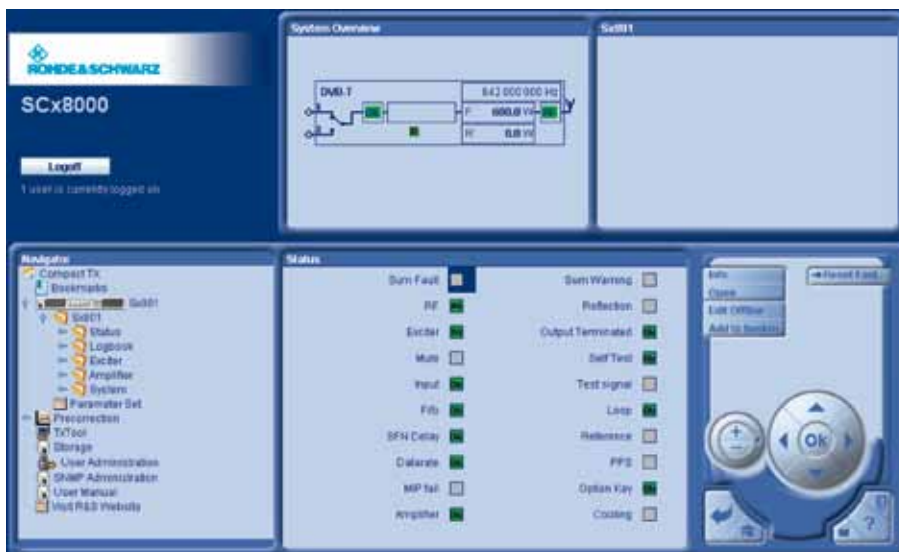 System Overview
Sx801
ROHDE&SCHWARZ
SCx8000
DVB-T
642 000 000 Hz
F 600.0 W
R 0.0 W
Logoff
1 user is currently logged on
Navigator
Compact TX
Bookmarks
Sx801
Sx801
Status
Logbook
Exciter
Amplifier
System
Parameter Set
Precorrection
TxTool
Storage
User Administration
SNMP Administration
User Manual
Visit R&S Website
Status
Sum Fault
Sum Warning
RF
Reflection
Exciter
Output Terminated
Mute
Self Test
Input
Test signal
Fifo
Loop
SFN Delay
Reference
Datarate
PPS
MIP fail
Option Key
Amplifier
Cooling
Info
Open
Edit Offline
Add to
Reset Fault
+
-
Ok
?